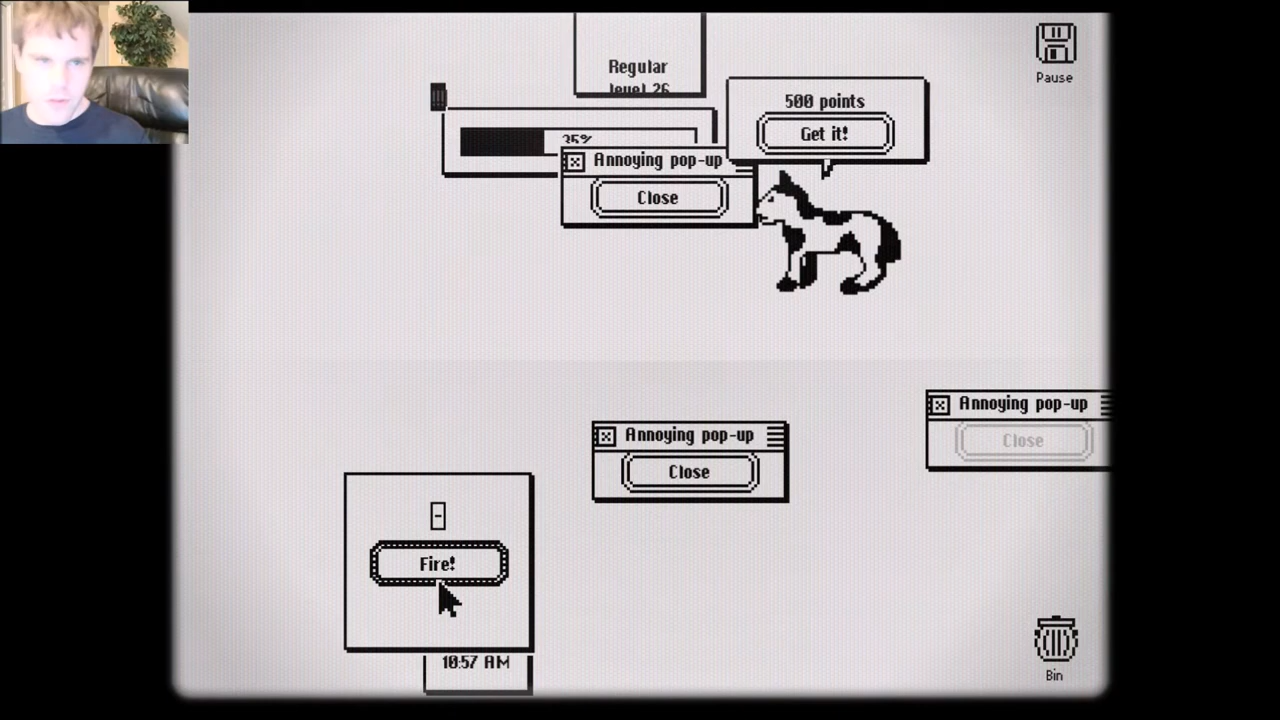 Regular
level 26
Pause
500 points
Get it!
35%
Annoying pop-up
Close
Annoying pop-up
Close
Annoying pop-up
Close
-
Fire!
10:57 AM
Bin